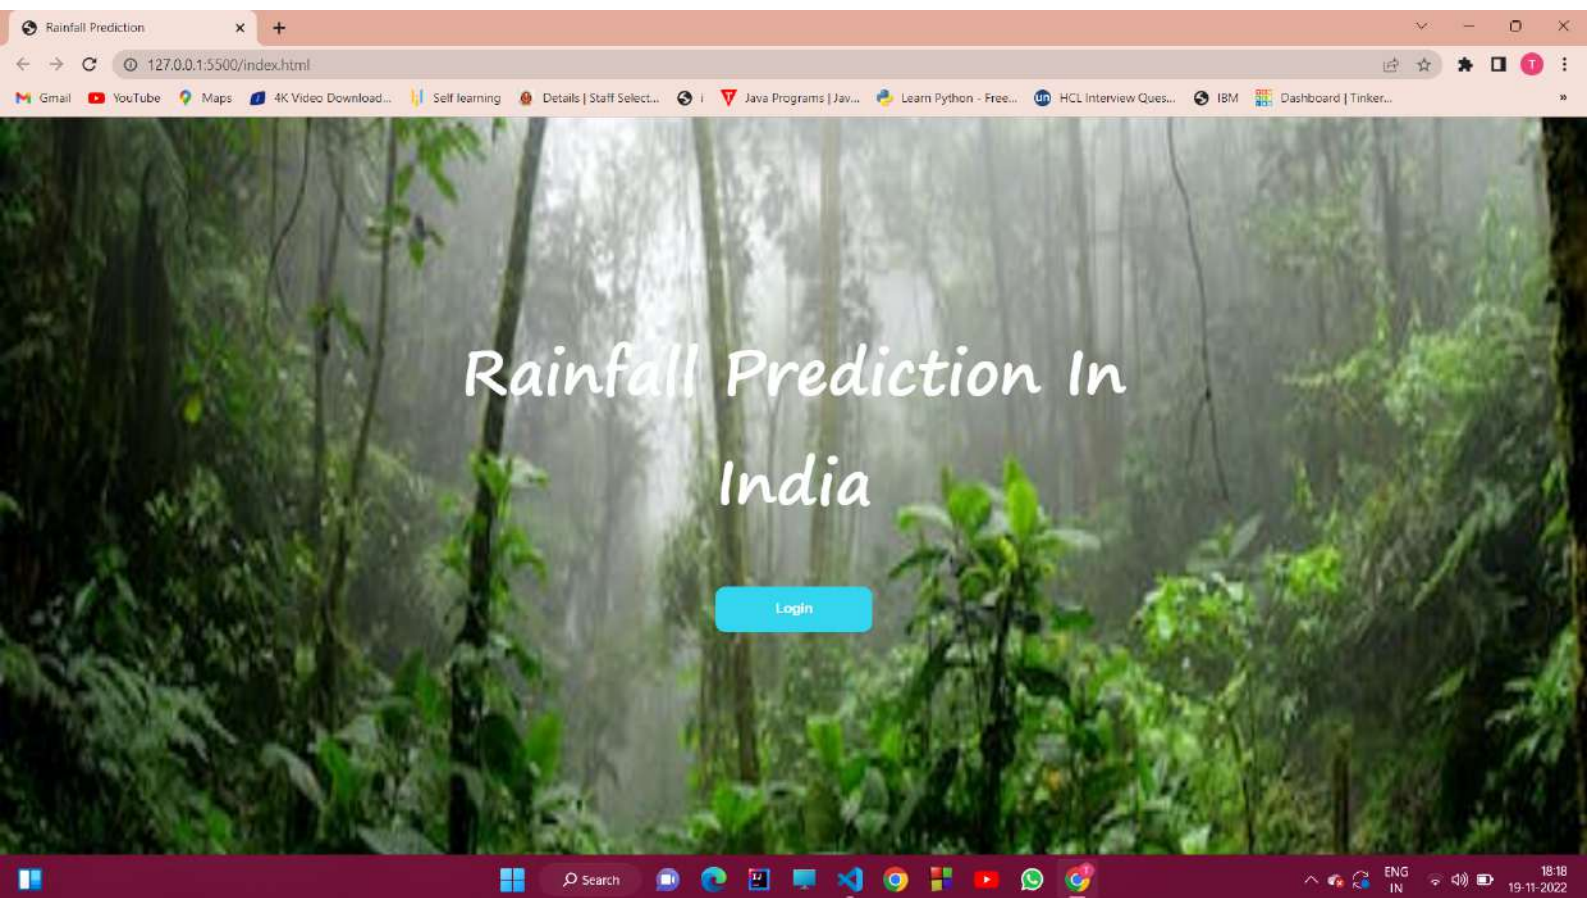 Rainfall Prediction
127.0.0.1:5500/index.html
T
Gmail YouTube Maps 4K Video Download... Self learning Details | Staff Select... i Java Programs | Jav... Learn Python - Free... HCL Interview Ques... IBM Dashboard | Tinker...
Rainfall Prediction In
India
Login
Search
ENG
IN
18:18
19-11-2022